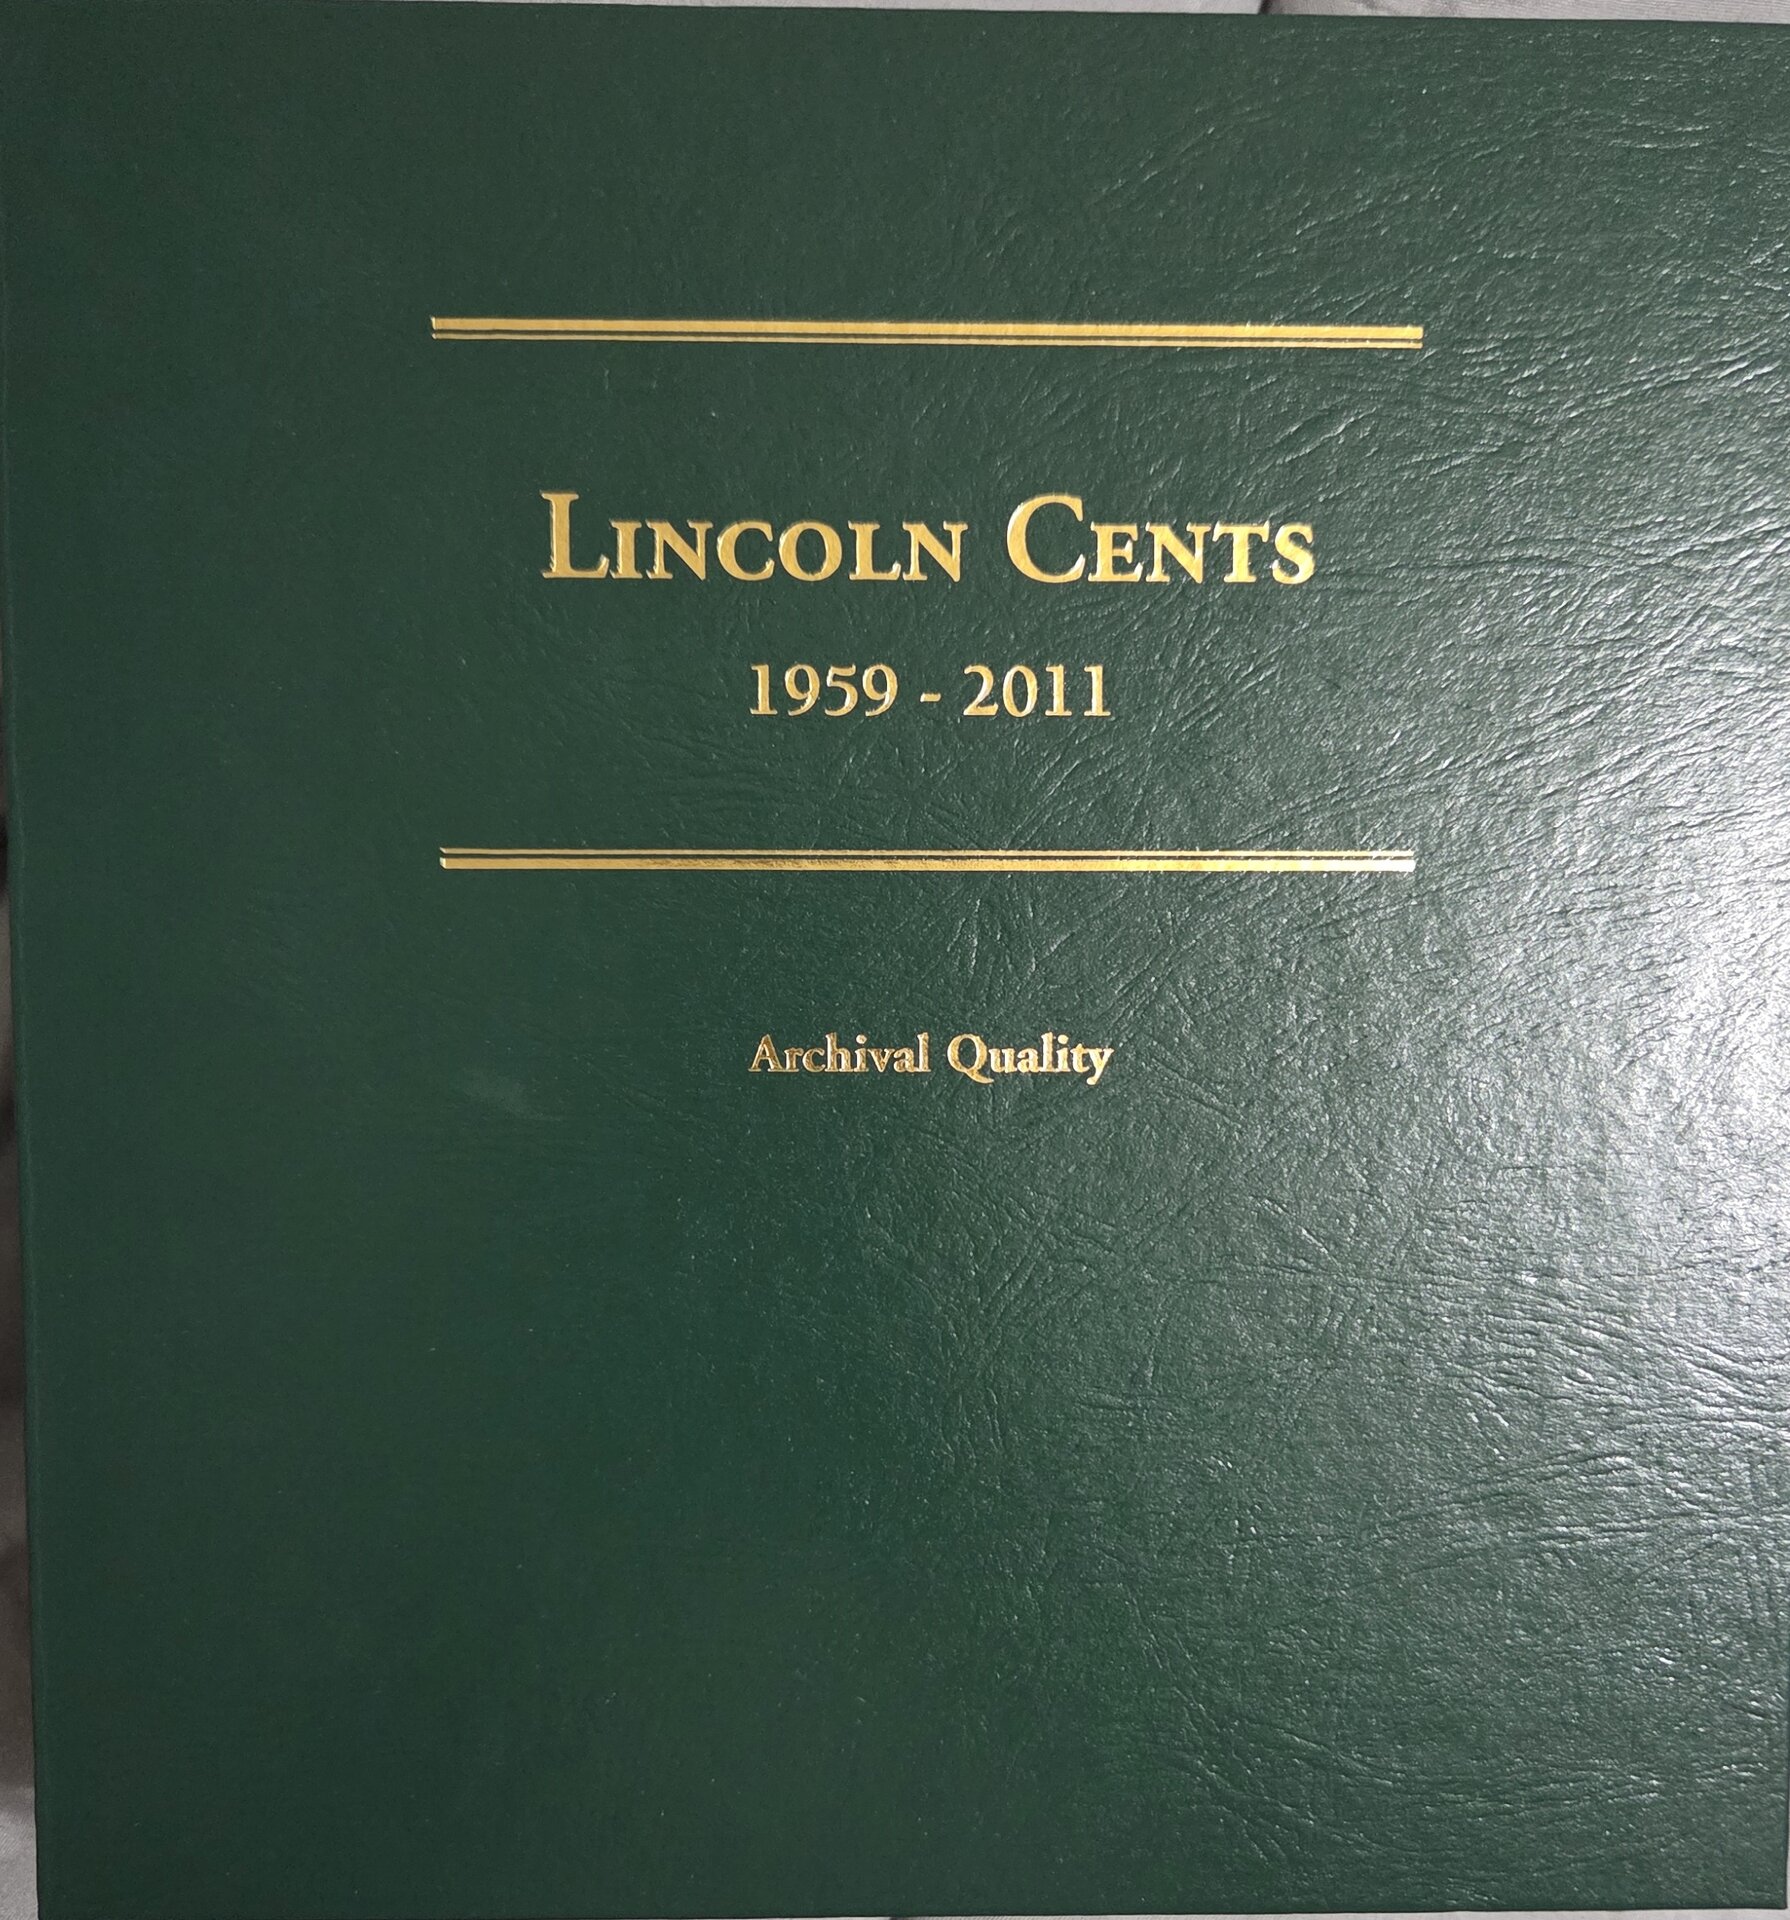 LINCOLN CENTS
1959 - 2011
Archival Quality